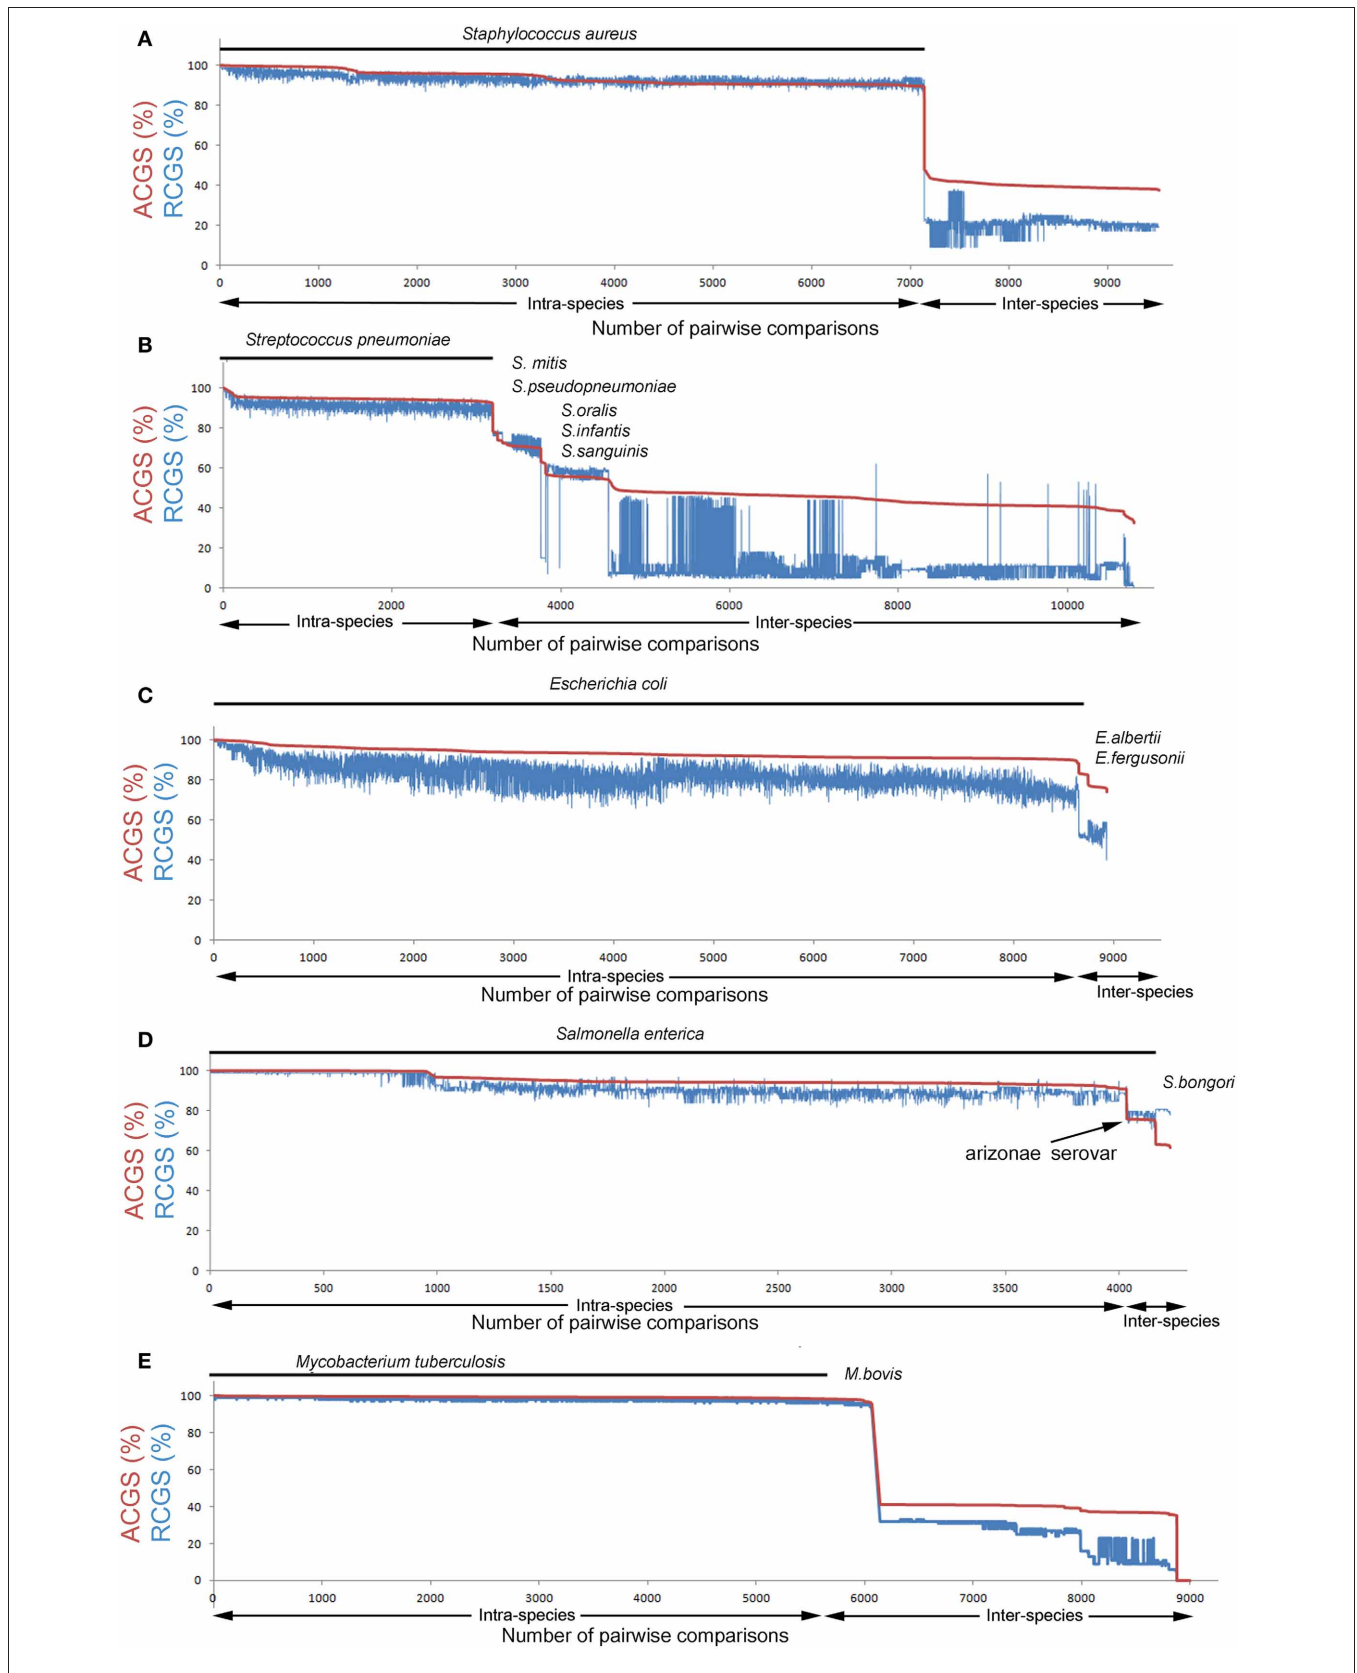 A
Staphylococcus aureus
ACGS (%)
RCGS (%)
100
80
60
40
20
0
0 1000 2000 3000 4000 5000 6000 7000 8000 9000
Intra-species Inter-species
Number of pairwise comparisons
B
Streptococcus pneumoniae
S. mitis
S.pseudopneumoniae
S.oralis
S.infantis
S.sanguinis
ACGS (%)
RCGS (%)
100
80
60
40
20
0
0 2000 4000 6000 8000 10000
Intra-species Inter-species
Number of pairwise comparisons
C
Escherichia coli
E.albertii
E.fergusonii
ACGS (%)
RCGS (%)
100
80
60
40
20
0
0 1000 2000 3000 4000 5000 6000 7000 8000 9000
Intra-species
Inter-species
Number of pairwise comparisons
D
Salmonella enterica
S.bongori
arizonae serovar
ACGS (%)
RCGS (%)
100
80
60
40
20
0
0 500 1000 1500 2000 2500 3000 3500 4000
Intra-species
Inter-species
Number of pairwise comparisons
E
Mycobacterium tuberculosis
M.bovis
ACGS (%)
RCGS (%)
100
80
60
40
20
0
0 1000 2000 3000 4000 5000 6000 7000 8000 9000
Intra-species Inter-species
Number of pairwise comparisons